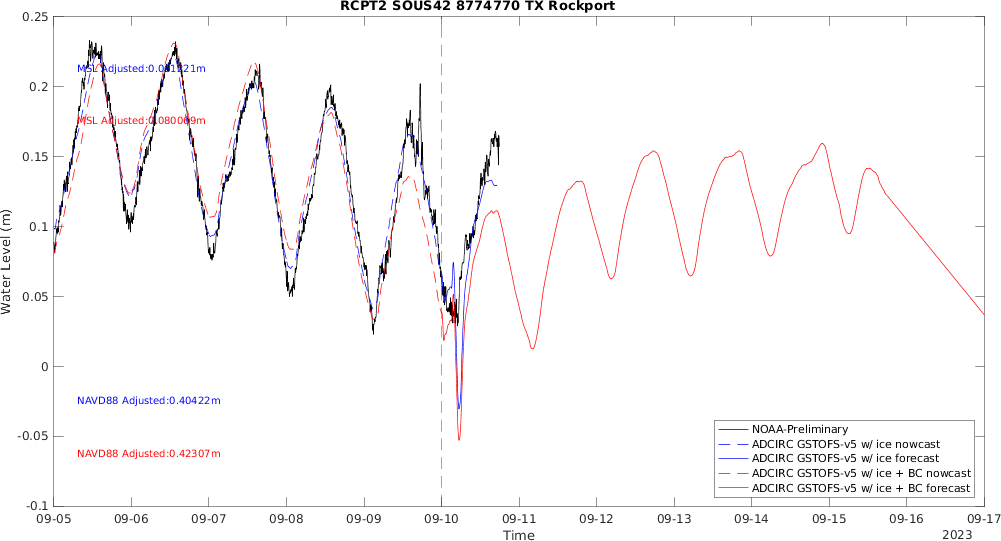 RCPT2 SOUS42 8774770 TX Rockport
Water Level (m)
0.25
0.2
0.15
0.1
0.05
0
-0.05
-0.1
MSL Adjusted:
MSL Adjusted:0.080069m
NAVD88 Adjusted:0.40422m
NAVD88 Adjusted:0.42307m
NOAA-Preliminary
ADCIRC GSTOFS-v5 w/ ice nowcast
ADCIRC GSTOFS-v5 w/ ice forecast
ADCIRC GSTOFS-v5 w/ ice + BC nowcast
ADCIRC GSTOFS-v5 w/ ice + BC forecast
09-05 09-06 09-07 09-08 09-09 09-10 09-11 09-12 09-13 09-14 09-15 09-16 09-17
Time
2023